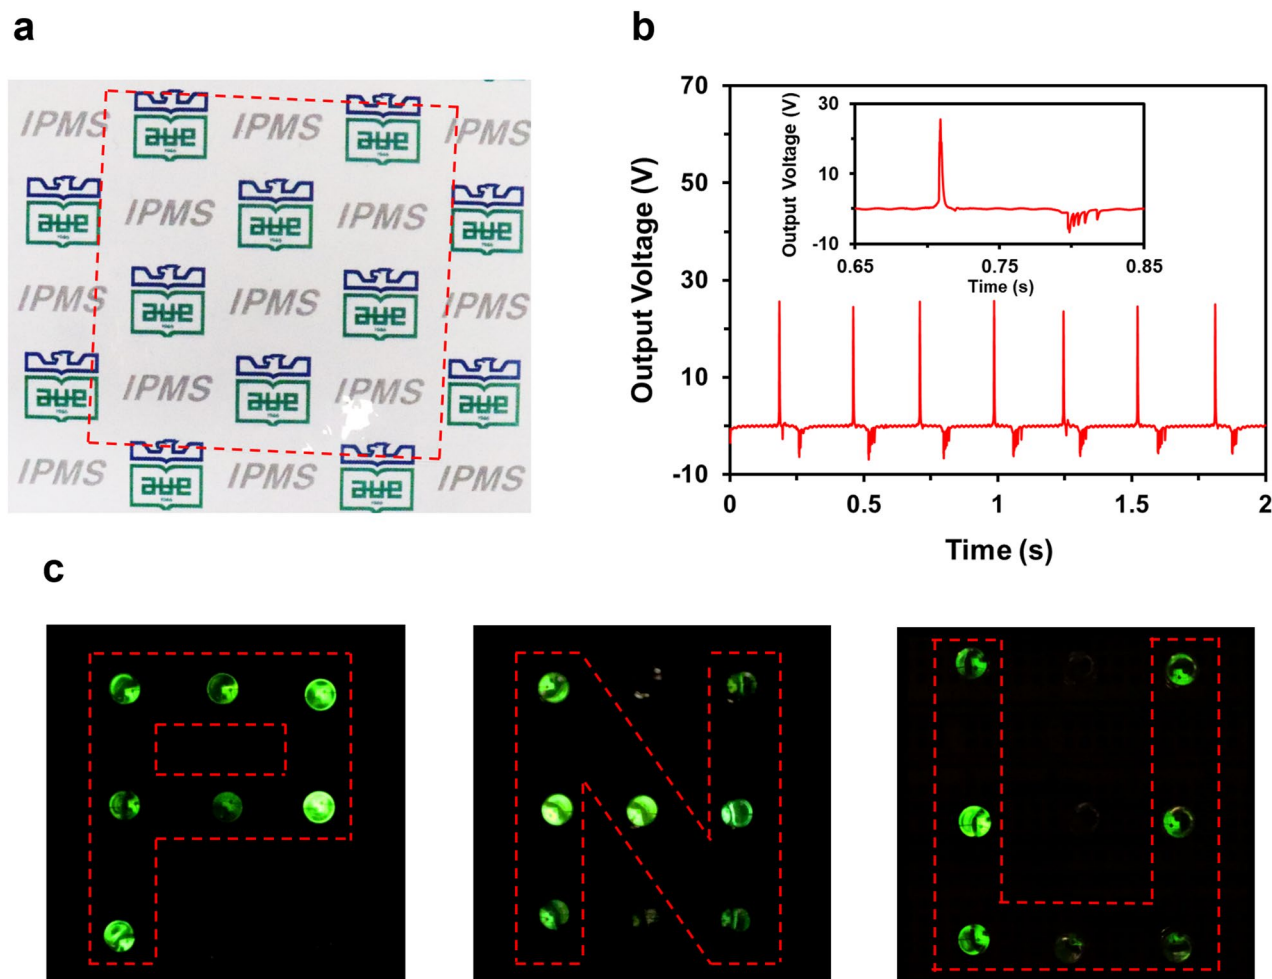 a
IPMS IPMS IPMS
IPMS IPMS
IPMS IPMS IPMS
IPMS IPMS
IPMS IPMS IPMS
b
Output Voltage (V)
70
50
30
10
-10
0 0.5 1 1.5 2
Time (s)
Output Voltage (V)
30
10
-10
0.65 0.75 0.85
Time (s)
c